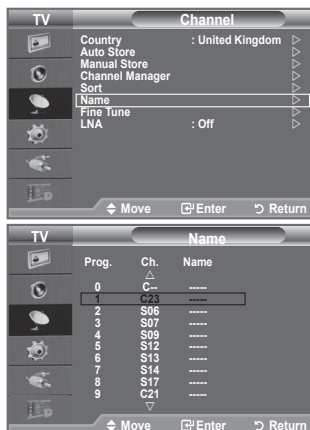 TV Channel
Country : United Kingdom ▷
Auto Store ▷
Manual Store ▷
Channel Manager ▷
Sort ▷
Name ▷
Fine Tune ▷
LNA : Off ▷
Move Enter Return
TV Name
Prog. Ch. Name
△
0 C-- -----
1 C23 -----
2 S06 -----
3 S07 -----
4 S09 -----
5 S12 -----
6 S13 -----
7 S14 -----
8 S17 -----
9 C21 -----
▽
Move Enter Return